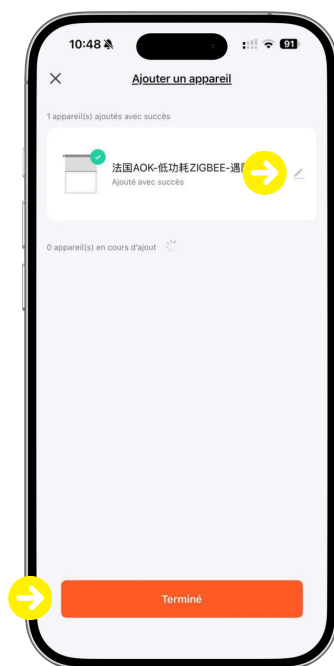 10:48
91
Ajouter un appareil
1 appareil(s) ajoutés avec succès
法国AOK-低功耗ZIGBEE-遇
Ajouté avec succès
0 appareil(s) en cours d'ajout
Terminé